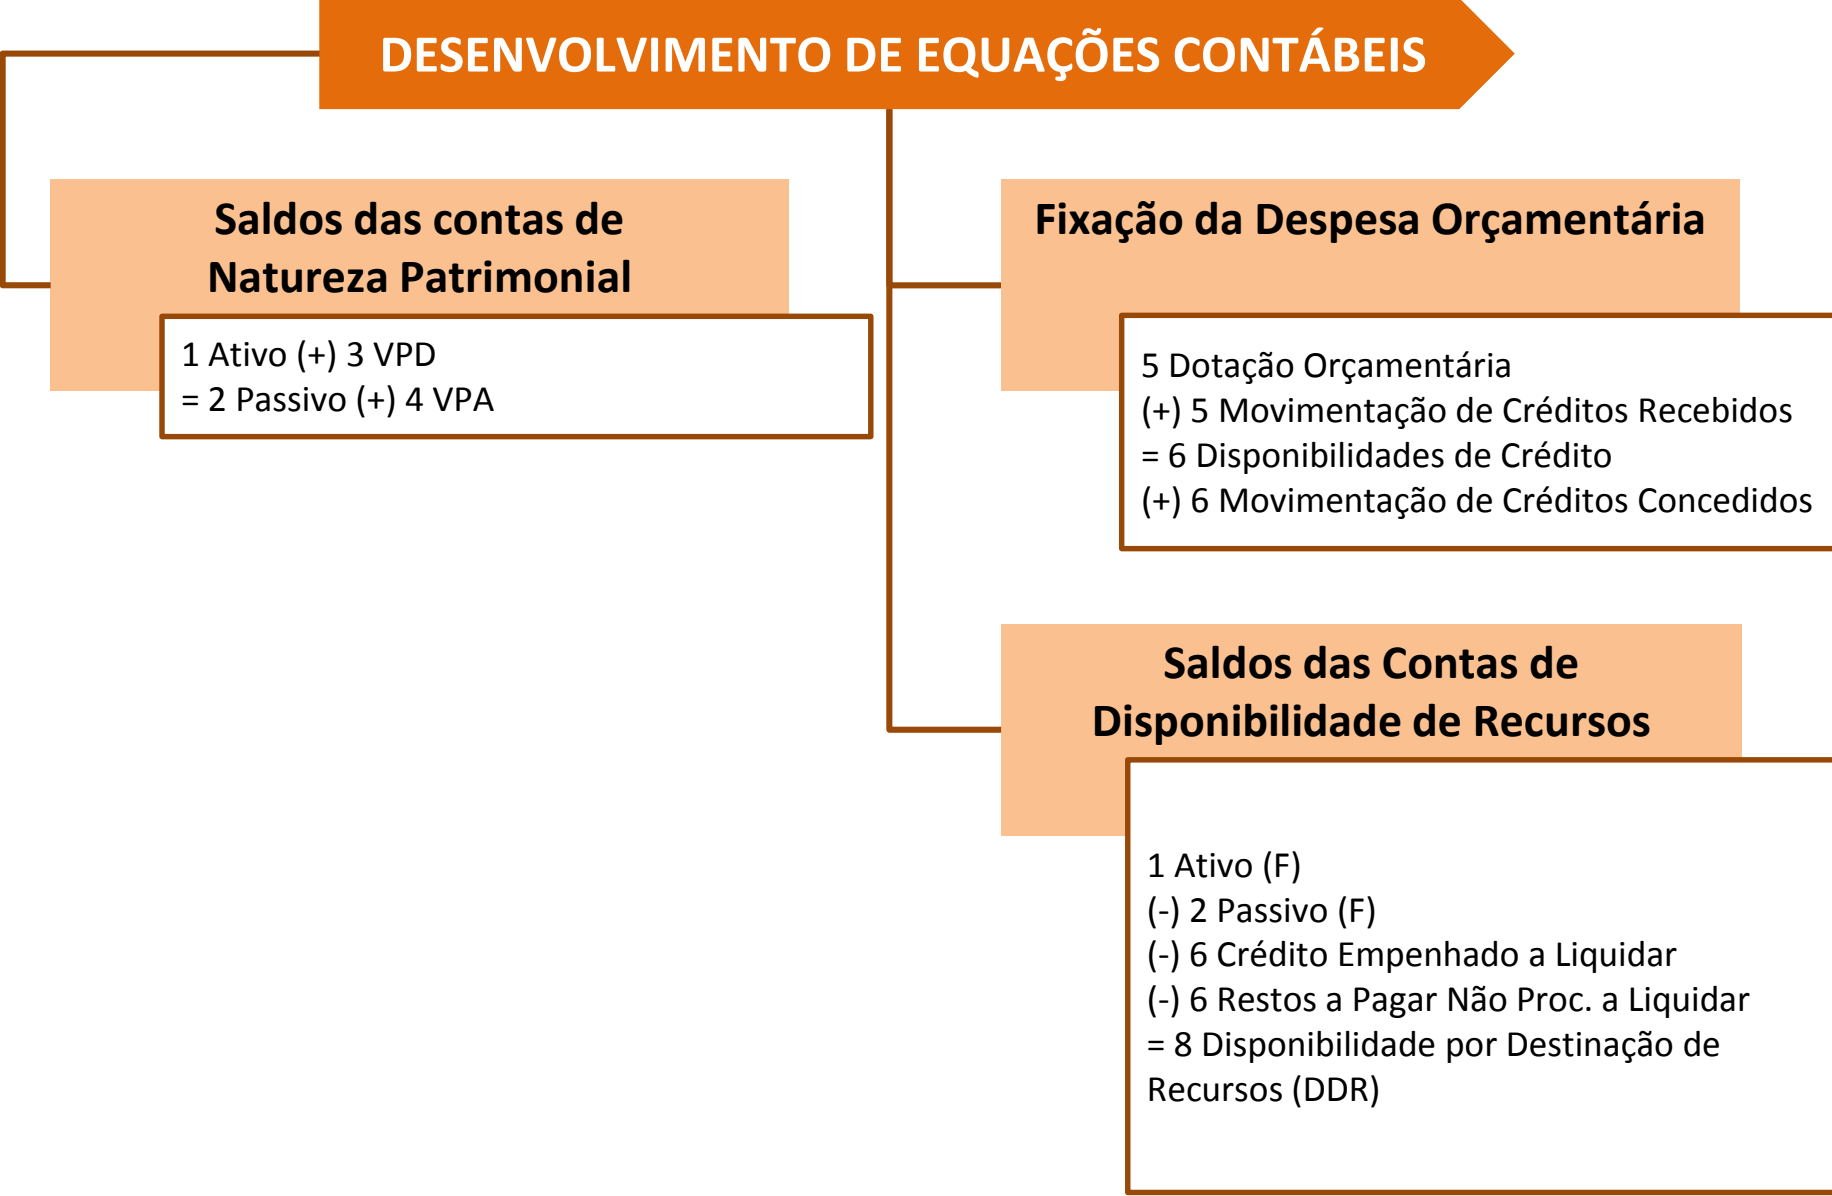 DESENVOLVIMENTO DE EQUAÇÕES CONTÁBEIS
Saldos das contas de
Natureza Patrimonial
1 Ativo (+) 3 VPD
= 2 Passivo (+) 4 VPA
Fixação da Despesa Orçamentária
5 Dotação Orçamentária
(+) 5 Movimentação de Créditos Recebidos
= 6 Disponibilidades de Crédito
(+) 6 Movimentação de Créditos Concedidos
Saldos das Contas de
Disponibilidade de Recursos
1 Ativo (F)
(-) 2 Passivo (F)
(-) 6 Crédito Empenhado a Liquidar
(-) 6 Restos a Pagar Não Proc. a Liquidar
= 8 Disponibilidade por Destinação de
Recursos (DDR)